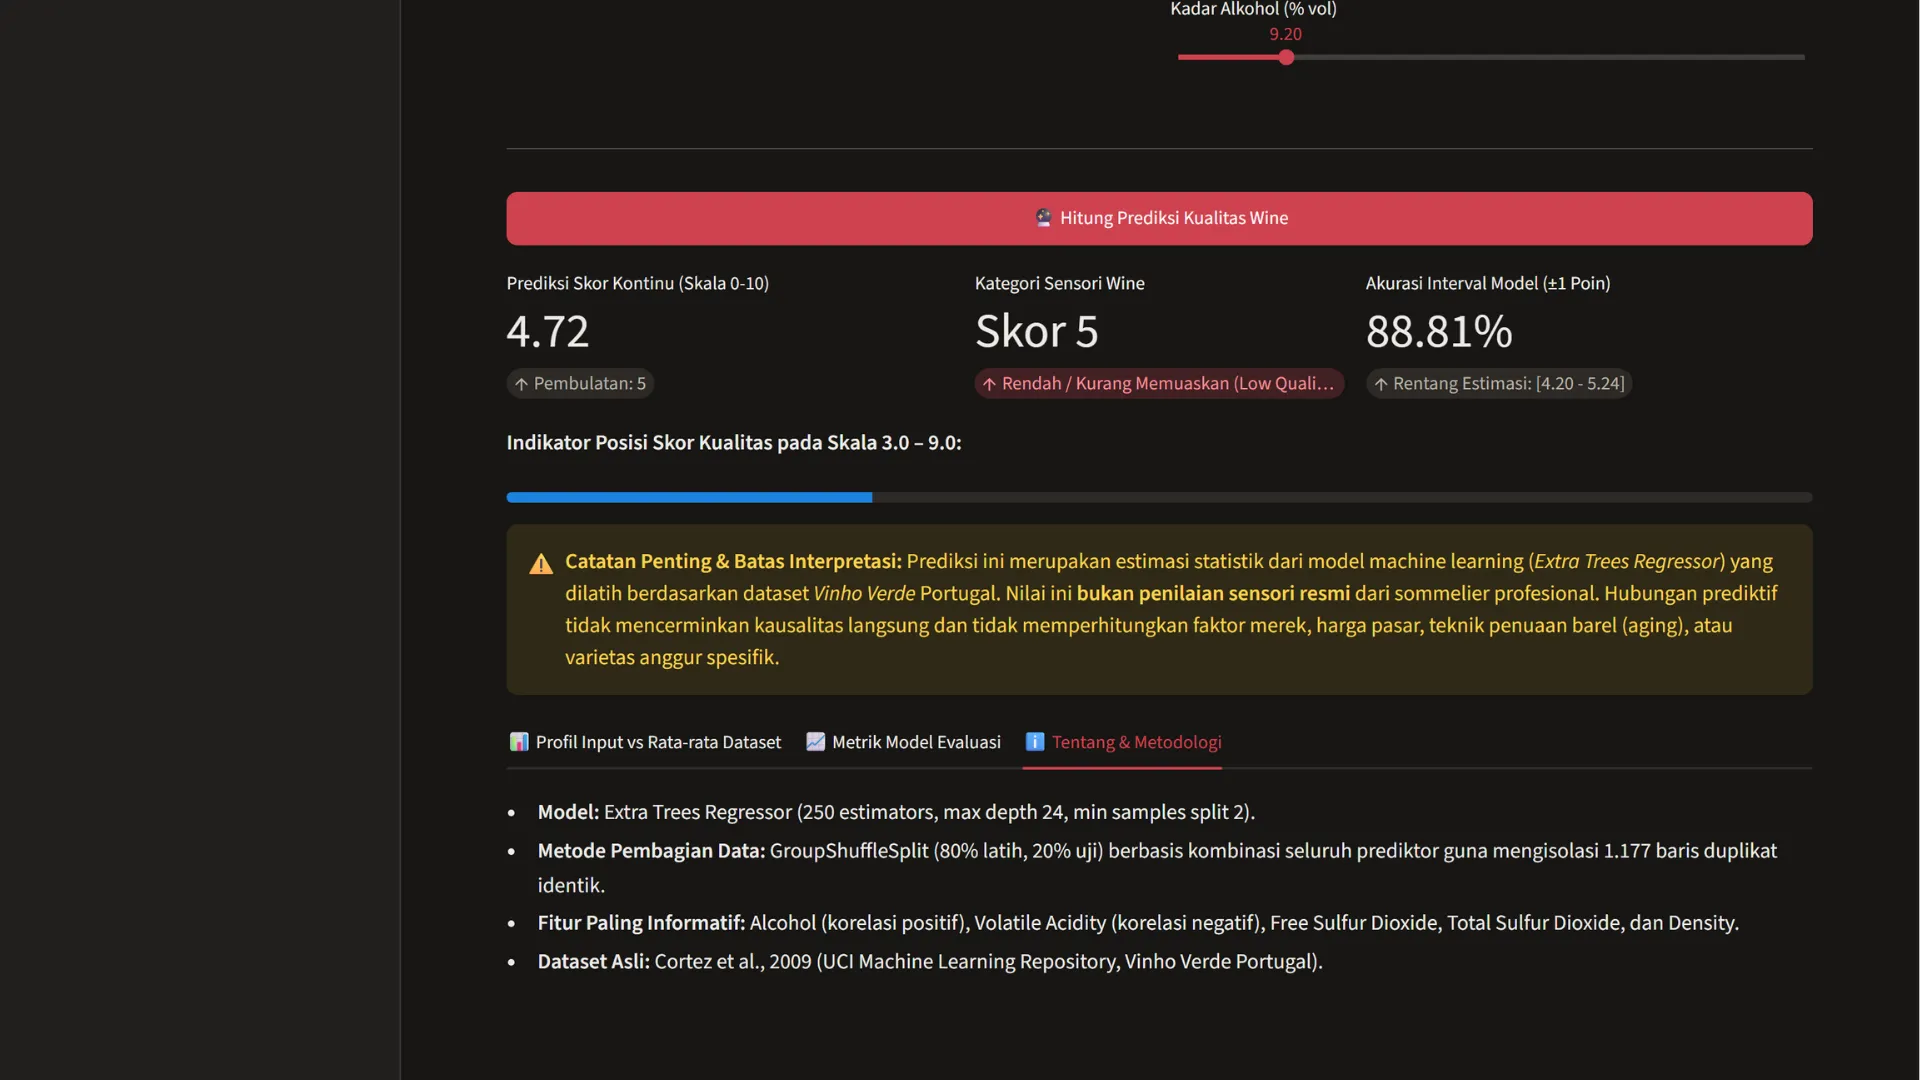 Kadar Alkohol (% vol)
9.20
Hitung Prediksi Kualitas Wine
Prediksi Skor Kontinu (Skala 0-10)
4.72
↑ Pembulatan: 5
Kategori Sensori Wine
Skor 5
↑ Rendah / Kurang Memuaskan (Low Quali...
Akurasi Interval Model (±1 Poin)
88.81%
↑ Rentang Estimasi: [4.20 - 5.24]
Indikator Posisi Skor Kualitas pada Skala 3.0 – 9.0:
Catatan Penting & Batas Interpretasi: Prediksi ini merupakan estimasi statistik dari model machine learning (Extra Trees Regressor) yang
dilatih berdasarkan dataset Vinho Verde Portugal. Nilai ini bukan penilaian sensori resmi dari sommelier profesional. Hubungan prediktif
tidak mencerminkan kausalitas langsung dan tidak memperhitungkan faktor merek, harga pasar, teknik penuaan barel (aging), atau
varietas anggur spesifik.
Profil Input vs Rata-rata Dataset
Metrik Model Evaluasi
Tentang & Metodologi
• Model: Extra Trees Regressor (250 estimators, max depth 24, min samples split 2).
• Metode Pembagian Data: GroupShuffleSplit (80% latih, 20% uji) berbasis kombinasi seluruh prediktor guna mengisolasi 1.177 baris duplikat
identik.
• Fitur Paling Informatif: Alcohol (korelasi positif), Volatile Acidity (korelasi negatif), Free Sulfur Dioxide, Total Sulfur Dioxide, dan Density.
• Dataset Asli: Cortez et al., 2009 (UCI Machine Learning Repository, Vinho Verde Portugal).